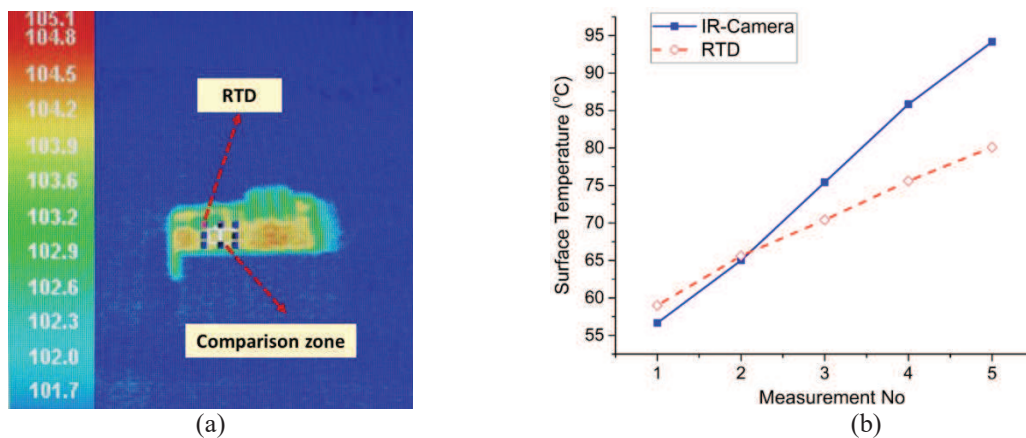 105.1
104.8
104.5
104.2
103.9
103.6
103.2
102.9
102.6
102.3
102.0
101.7
RTD
Comparison zone
(a)
IR-Camera
RTD
Surface Temperature (°C)
95
90
85
80
75
70
65
60
55
1 2 3 4 5
Measurement No
(b)